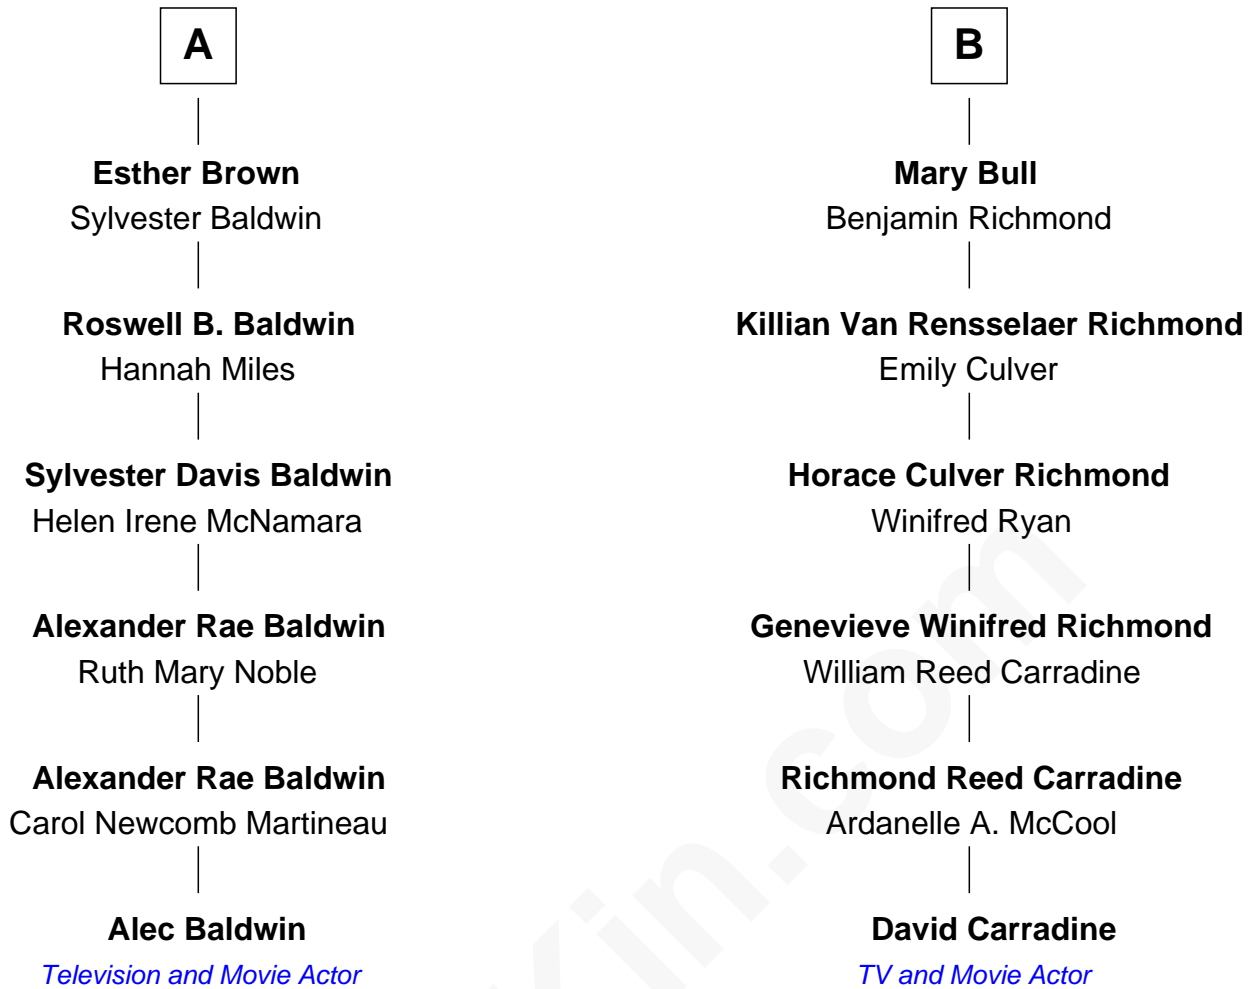 A
B
Esther Brown
Sylvester Baldwin
Mary Bull
Benjamin Richmond
Roswell B. Baldwin
Hannah Miles
Killian Van Rensselaer Richmond
Emily Culver
Sylvester Davis Baldwin
Helen Irene McNamara
Horace Culver Richmond
Winifred Ryan
Alexander Rae Baldwin
Ruth Mary Noble
Genevieve Winifred Richmond
William Reed Carradine
Alexander Rae Baldwin
Carol Newcomb Martineau
Richmond Reed Carradine
Ardanelle A. McCool
Alec Baldwin
Television and Movie Actor
David Carradine
TV and Movie Actor
Kin.com